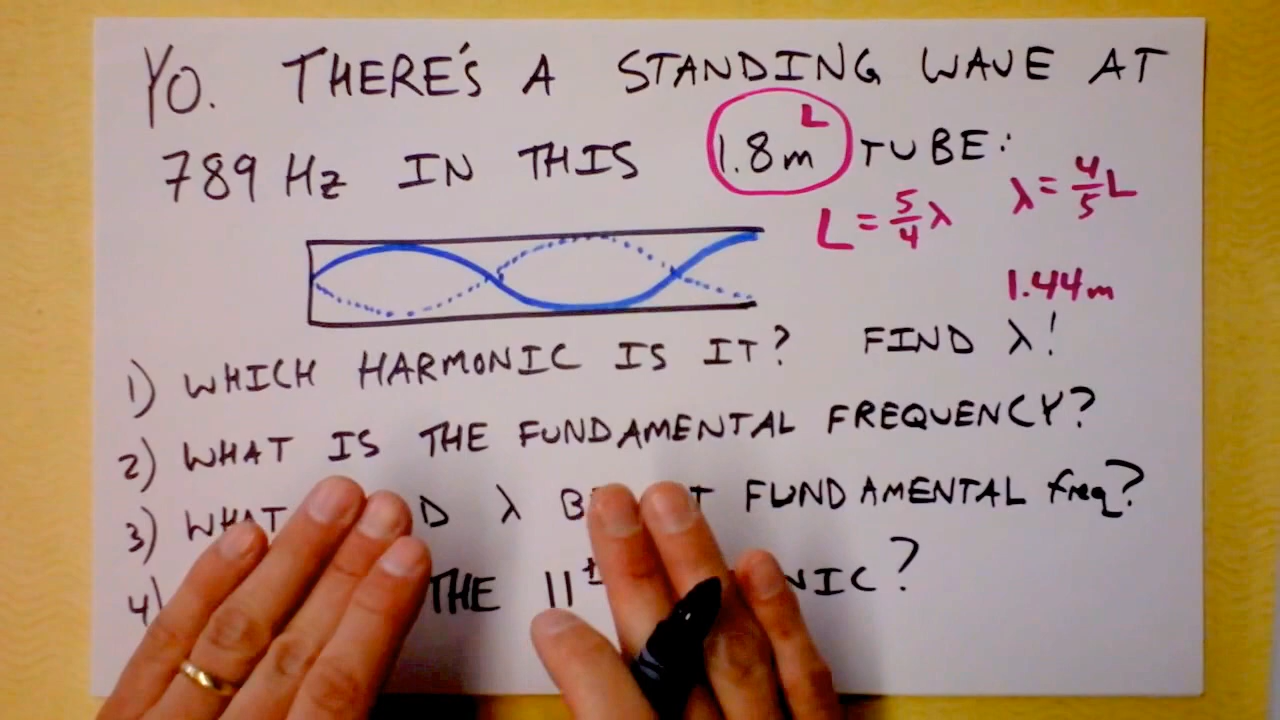 YO. THERE'S A STANDING WAVE AT
789 Hz IN THIS 1.8m L TUBE:
L = 5/4 λ
λ = 4/5 L
1.44m
1) WHICH HARMONIC IS IT? FIND λ!
2) WHAT IS THE FUNDAMENTAL FREQUENCY?
3) WHAT λ FUNDAMENTAL freq?
4) THE 11